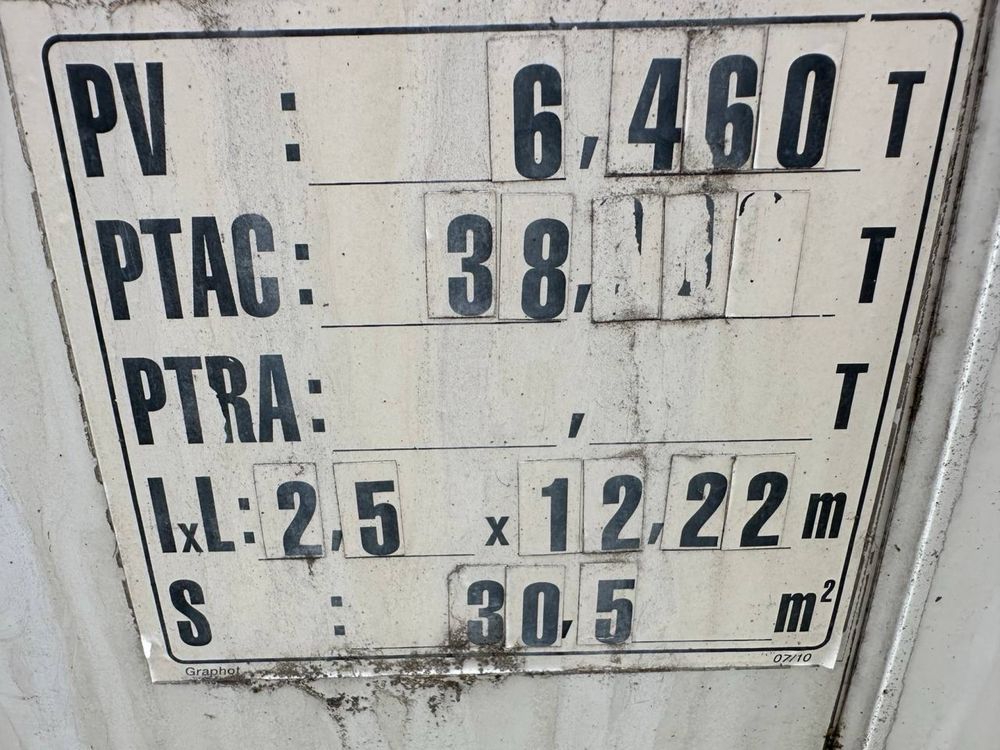 PV : 6,460 T
PTAC: 38, T
PTRA: , T
lxL: 2,5 x 12,22 m
S : 30,5 m²
Graphot 07/10